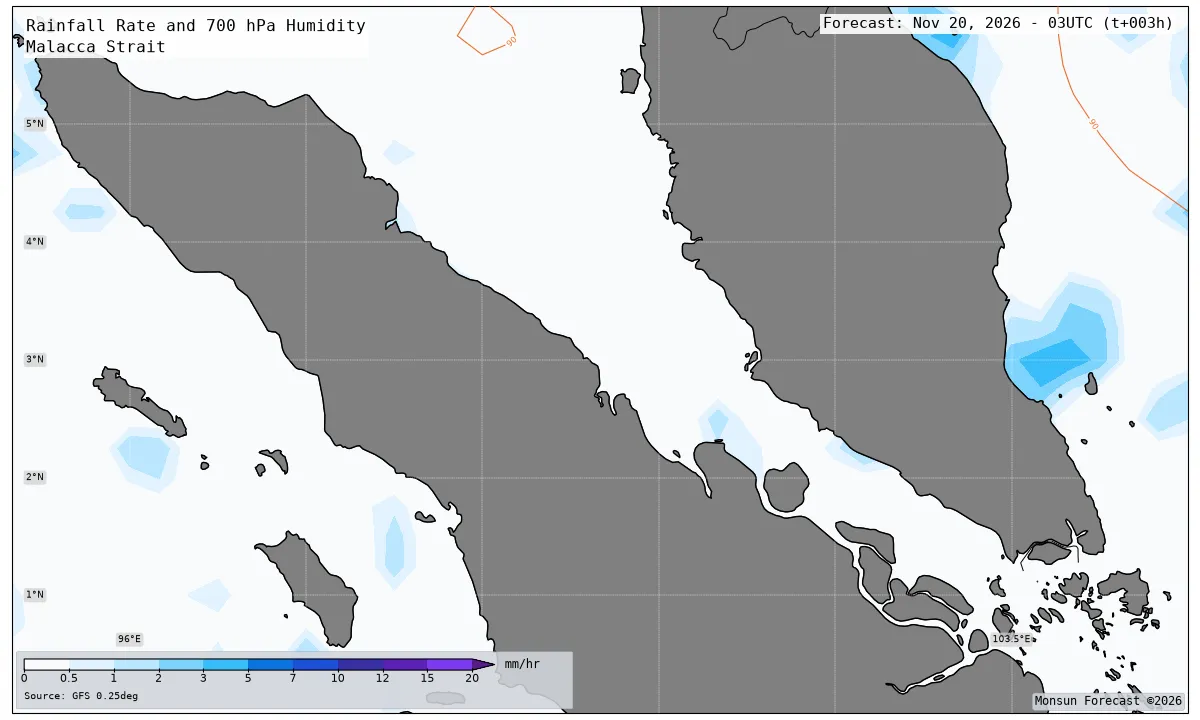 Rainfall Rate and 700 hPa Humidity
Malacca Strait
Forecast: Nov 20, 2026 - 03UTC (t+003h)
90
90
5°N
4°N
3°N
2°N
1°N
96°E
103.5°E
0 0.5 1 2 3 5 7 10 12 15 20
mm/hr
Source: GFS 0.25deg
Monsun Forecast ©2026